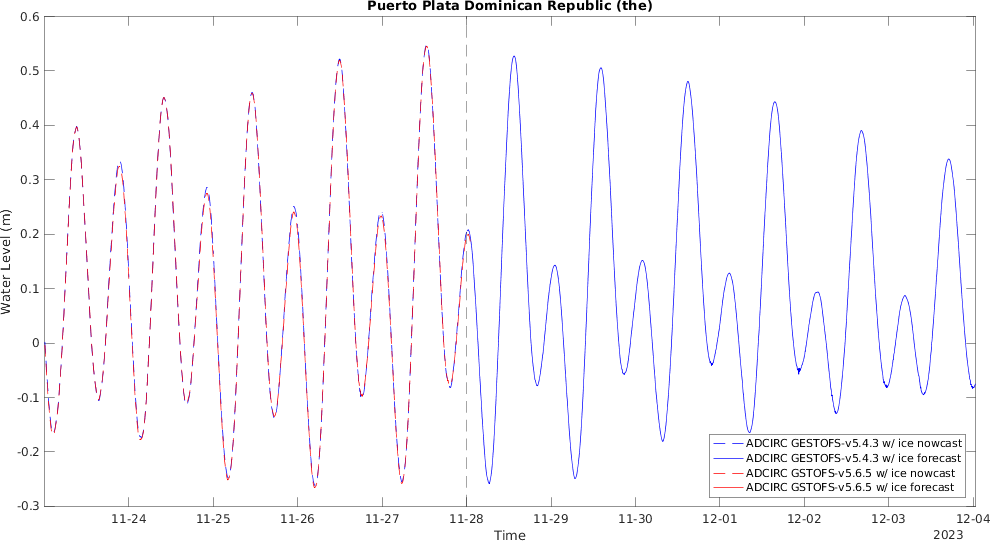 Puerto Plata Dominican Republic (the)
0.6
0.5
0.4
0.3
0.2
0.1
0
-0.1
-0.2
-0.3
Water Level (m)
11-24 11-25 11-26 11-27 11-28 11-29 11-30 12-01 12-02 12-03 12-04
Time
2023
ADCIRC GESTOFS-v5.4.3 w/ ice nowcast
ADCIRC GESTOFS-v5.4.3 w/ ice forecast
ADCIRC GSTOFS-v5.6.5 w/ ice nowcast
ADCIRC GSTOFS-v5.6.5 w/ ice forecast